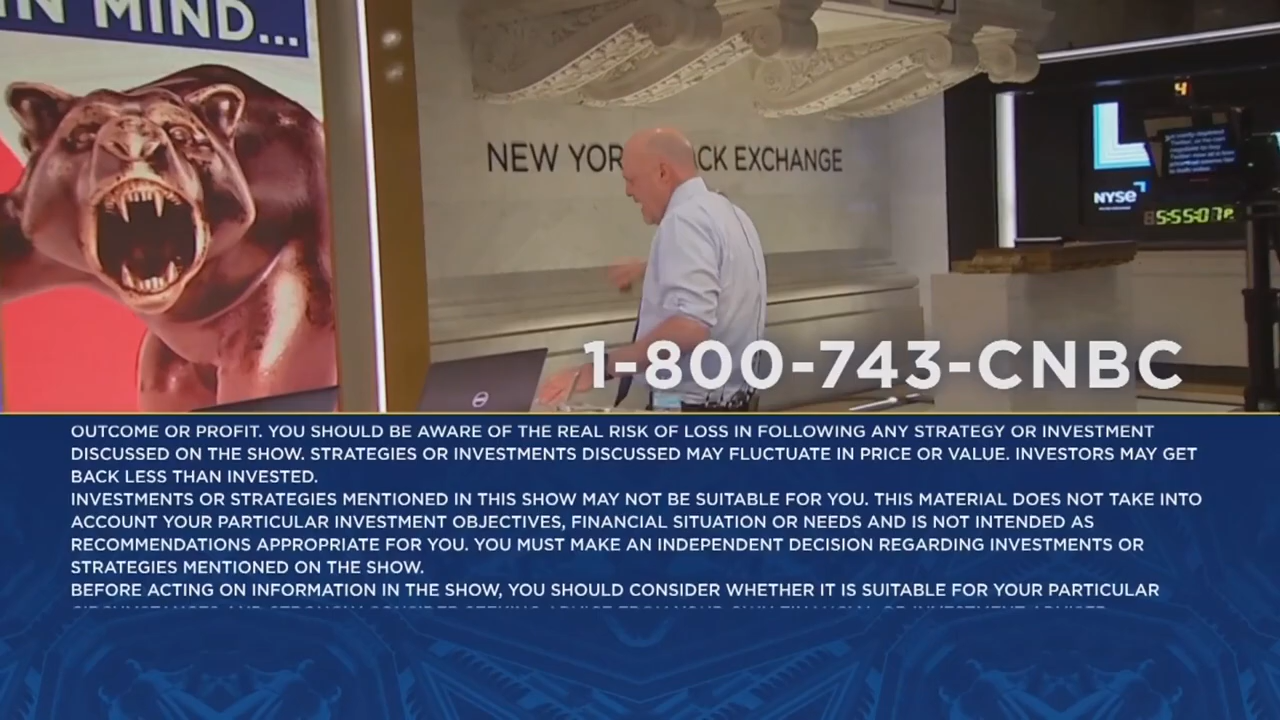 IN MIND...
NEW YOR CK EXCHANGE
4
NYSE
5:55:07P
1-800-743-CNBC
OUTCOME OR PROFIT. YOU SHOULD BE AWARE OF THE REAL RISK OF LOSS IN FOLLOWING ANY STRATEGY OR INVESTMENT
DISCUSSED ON THE SHOW. STRATEGIES OR INVESTMENTS DISCUSSED MAY FLUCTUATE IN PRICE OR VALUE. INVESTORS MAY GET
BACK LESS THAN INVESTED.
INVESTMENTS OR STRATEGIES MENTIONED IN THIS SHOW MAY NOT BE SUITABLE FOR YOU. THIS MATERIAL DOES NOT TAKE INTO
ACCOUNT YOUR PARTICULAR INVESTMENT OBJECTIVES, FINANCIAL SITUATION OR NEEDS AND IS NOT INTENDED AS
RECOMMENDATIONS APPROPRIATE FOR YOU. YOU MUST MAKE AN INDEPENDENT DECISION REGARDING INVESTMENTS OR
STRATEGIES MENTIONED ON THE SHOW.
BEFORE ACTING ON INFORMATION IN THE SHOW, YOU SHOULD CONSIDER WHETHER IT IS SUITABLE FOR YOUR PARTICULAR